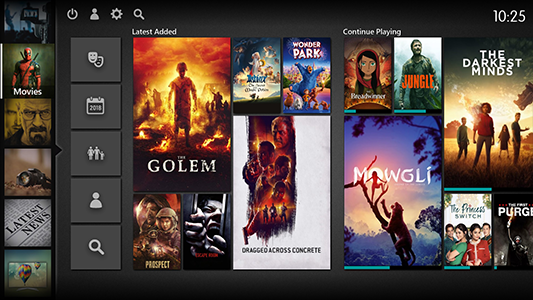 10:25
Latest Added
Continue Playing
Movies
2018
THE
GOLEM
WONDER
PARK
DRAGGED ACROSS CONCRETE
PROSPECT
ESCAPE ROOM
Breadwinner
JUNGLE
MOWGLI
THE
DARKEST
MINDS
The Princess
SWITCH
THE FIRST
PURGE
LATEST
NEWS